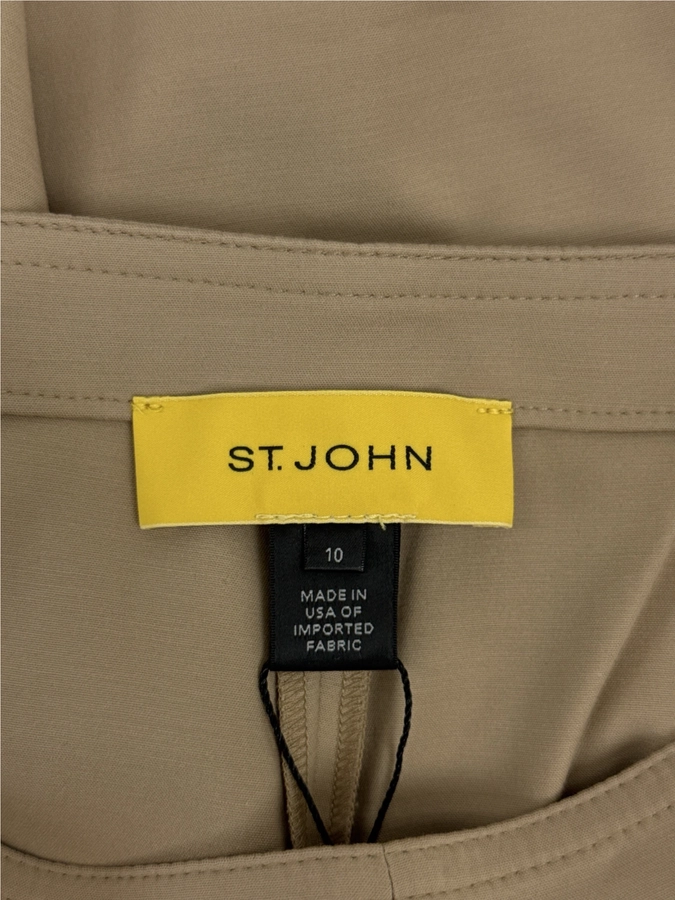 ST. JOHN
10
MADE IN
USA OF
IMPORTED
FABRIC